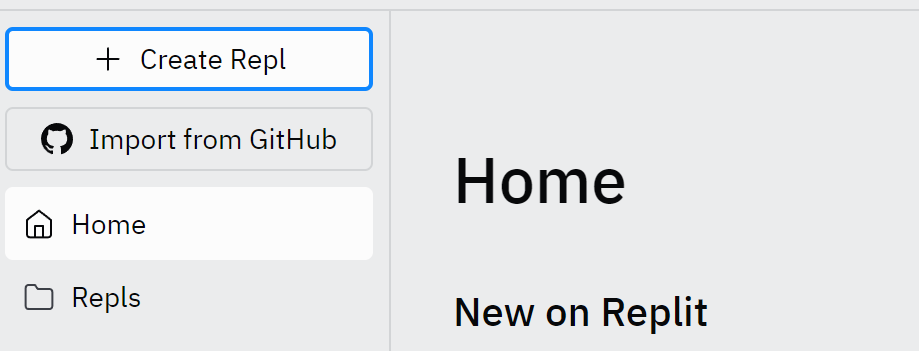 Create Repl
Import from GitHub
Home
Repls
Home
New on Replit